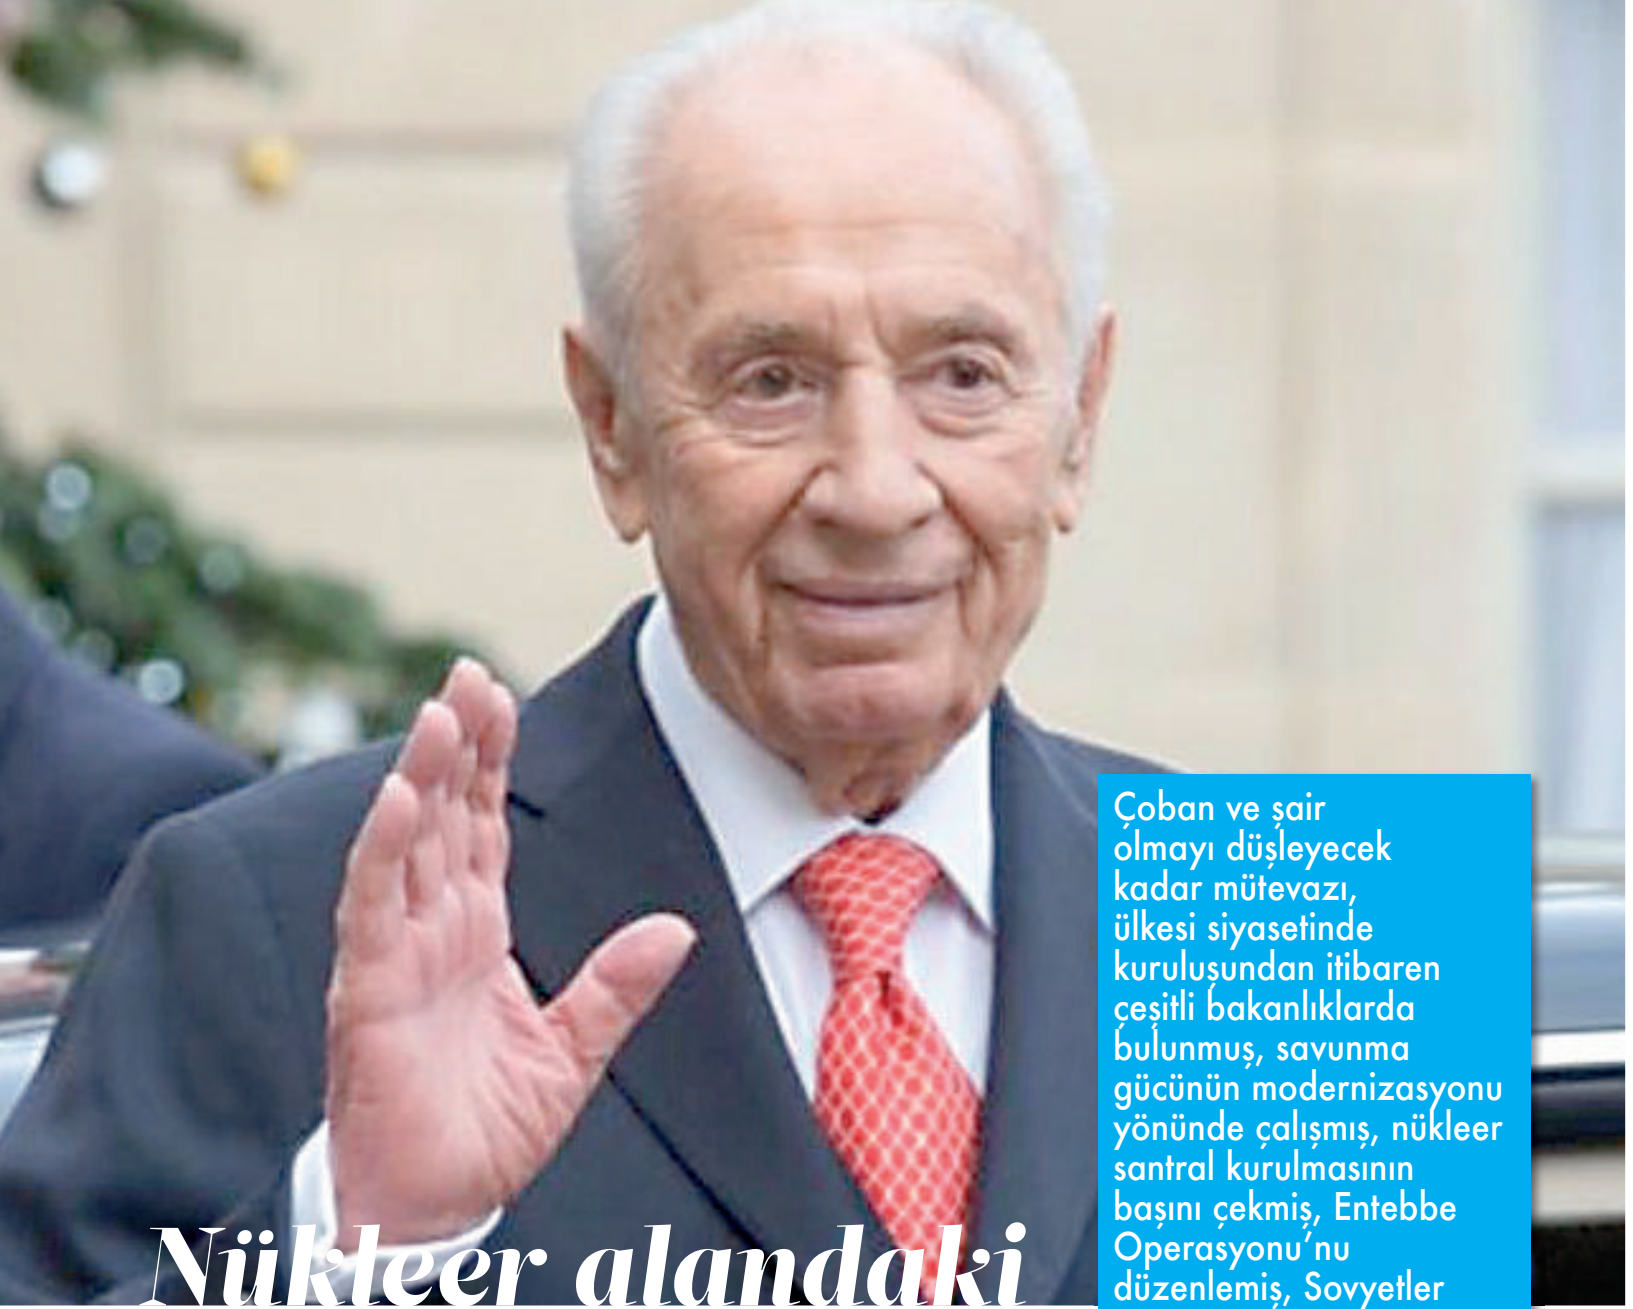 Çoban ve şair
olmayı düşleyecek
kadar mütevazı,
ülkesi siyasetinde
kuruluşundan itibaren
çeşitli bakanlıklarda
bulunmuş, savunma
gücünün modernizasyonu
yönünde çalışmış, nükleer
santral kurulmasının
başını çekmiş, Entebbe
Operasyonu’nu
düzenlemiş, Sovyetler
Nükleer alandaki